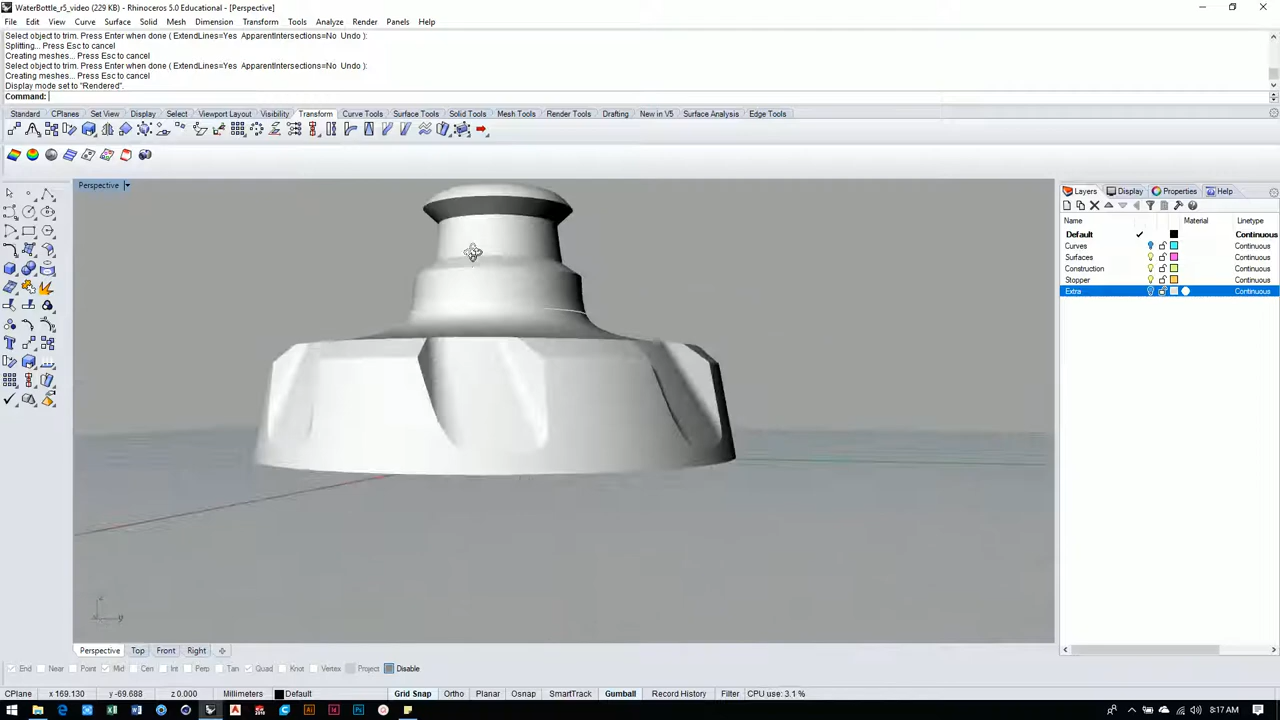 WaterBottle_r5_video (229 KB) - Rhinoceros 5.0 Educational - [Perspective]
File Edit View Curve Surface Solid Mesh Dimension Transform Tools Analyze Render Panels Help
Select object to trim. Press Enter when done ( ExtendLines=Yes ApparentIntersections=No Undo ):
Splitting... Press Esc to cancel
Creating meshes... Press Esc to cancel
Select object to trim. Press Enter when done ( ExtendLines=Yes ApparentIntersections=No Undo ):
Creating meshes... Press Esc to cancel
Display mode set to "Rendered".
Command:
Standard CPlanes Set View Display Select Viewport Layout Visibility Transform Curve Tools Surface Tools Solid Tools Mesh Tools Render Tools Drafting New in V5 Surface Analysis Edge Tools
Perspective
Layers Display Properties Help
Name Material Linetype
Default Continuous
Curves Continuous
Surfaces Continuous
Construction Continuous
Stopper Continuous
Extra Continuous
z
y
Perspective Top Front Right
End Near Point Mid Cen Int Perp Tan Quad Knot Vertex Project Disable
CPlane x 169.130 y -69.688 z 0.000 Millimeters Default Grid Snap Ortho Planar Osnap SmartTrack Gumball Record History Filter CPU use: 3.1 %
8:17 AM